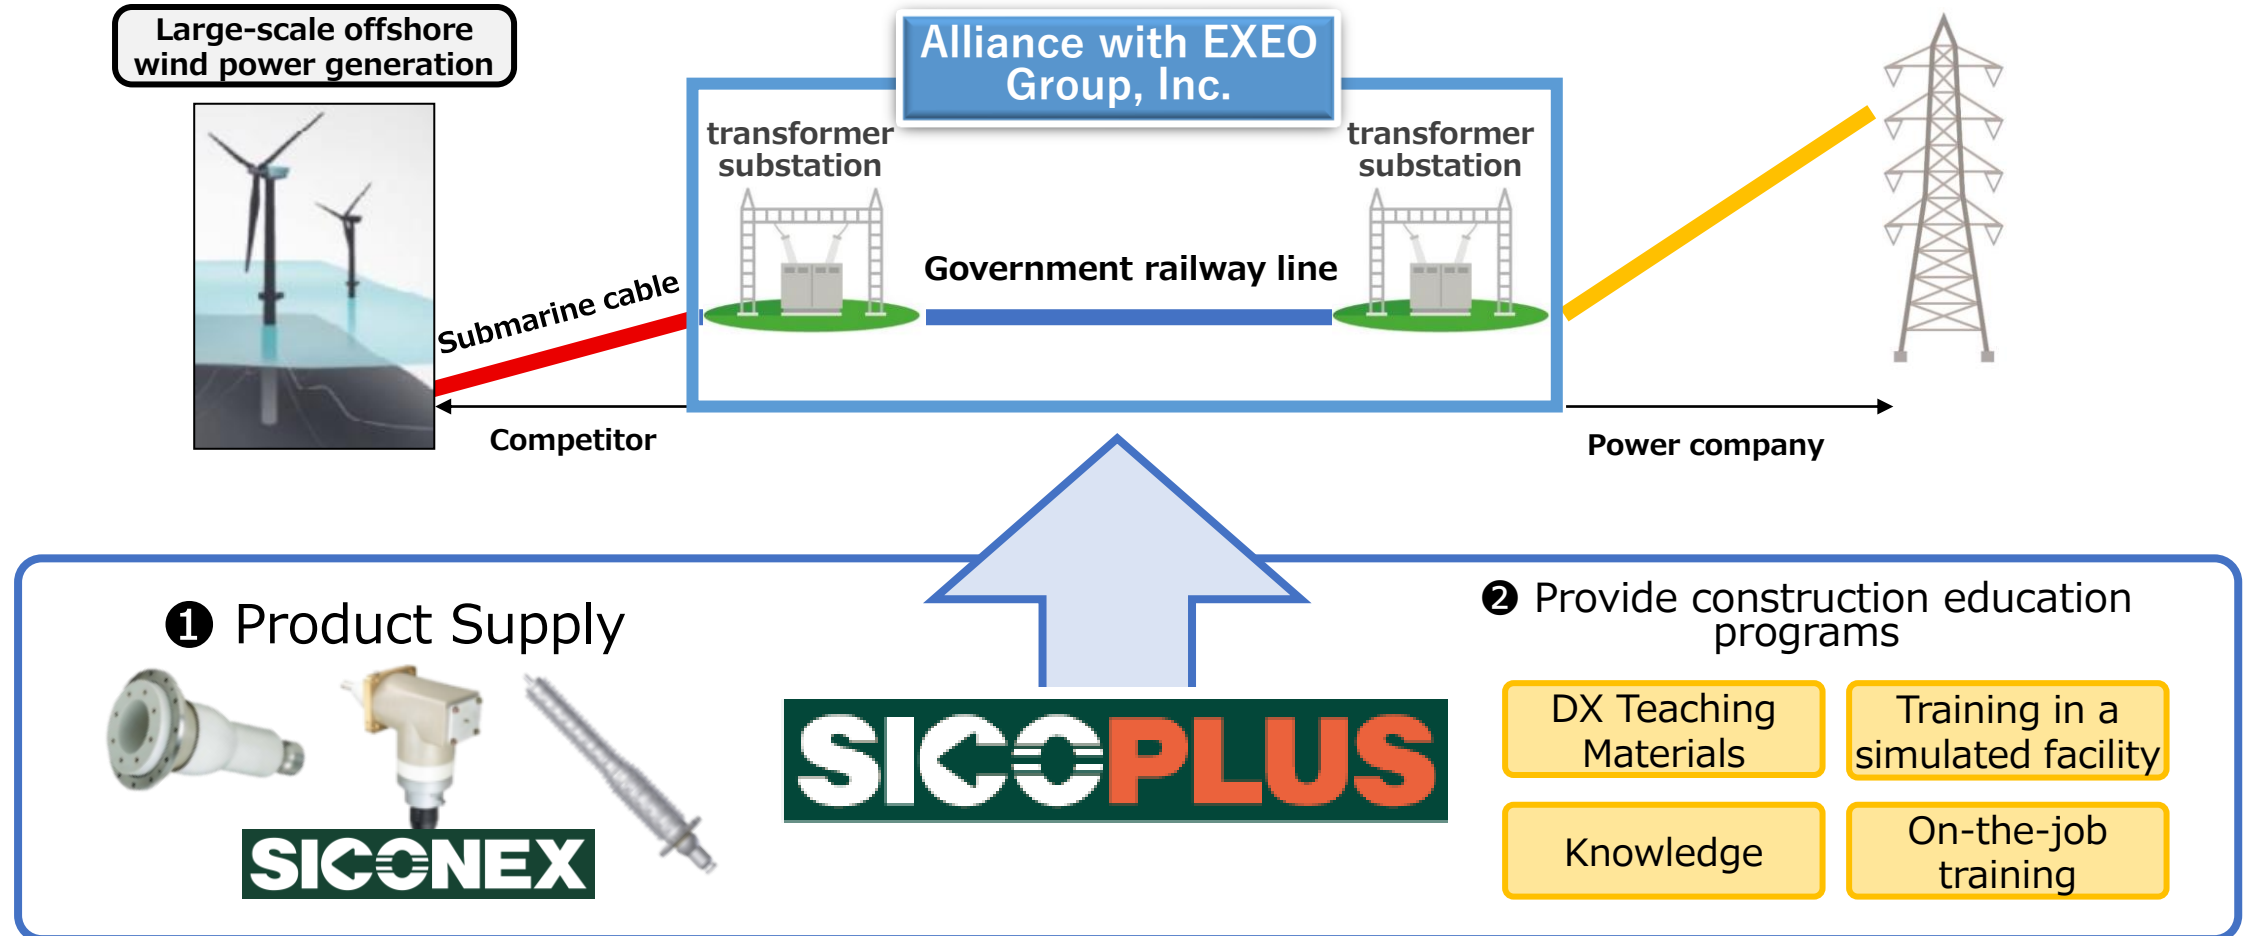 Large-scale offshore
wind power generation
Alliance with EXEO
Group, Inc.
transformer
substation
transformer
substation
Government railway line
Submarine cable
Competitor
Power company
❶ Product Supply
SICONEX
SICOPLUS
❷ Provide construction education
programs
DX Teaching
Materials
Training in a
simulated facility
Knowledge
On-the-job
training